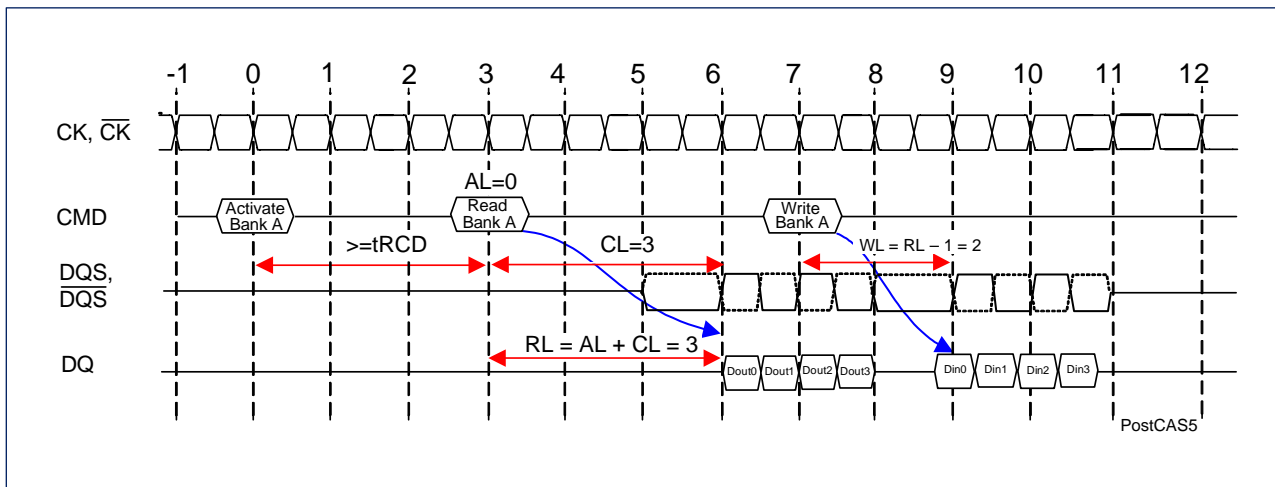 -1 0 1 2 3 4 5 6 7 8 9 10 11 12
CK, CK
AL=0
CMD
Activate
Bank A
Read
Bank A
Write
Bank A
>=tRCD
CL=3
WL = RL – 1 = 2
DQS,
DQS
RL = AL + CL = 3
DQ
Dout0 Dout1 Dout2 Dout3 Din0 Din1 Din2 Din3
PostCAS5